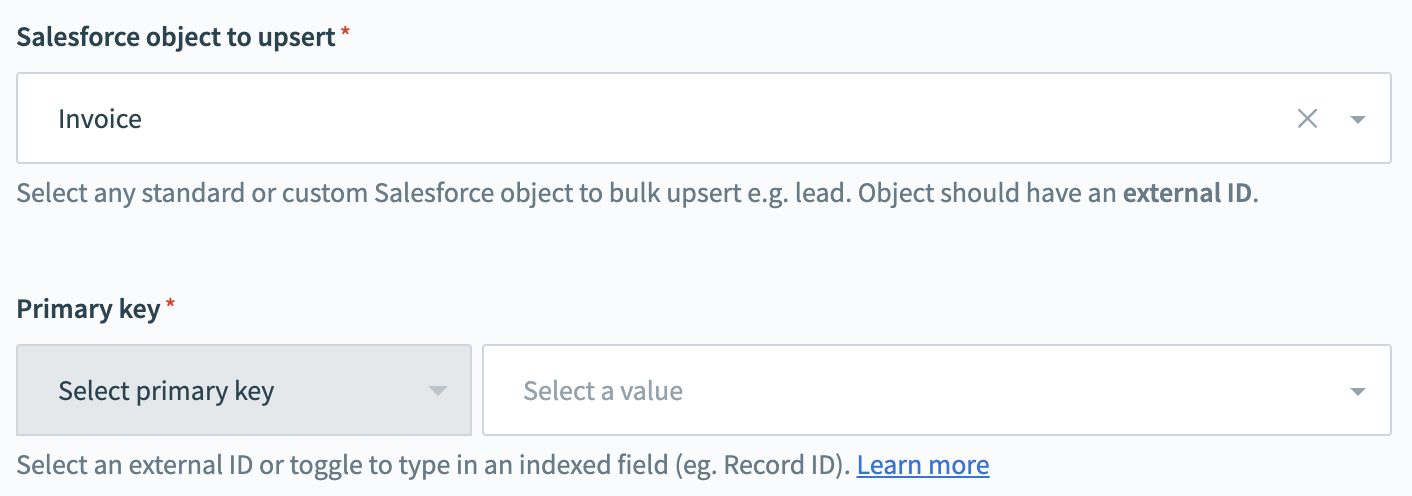 Salesforce object to upsert *
Invoice
Select any standard or custom Salesforce object to bulk upsert e.g. lead. Object should have an external ID.
Primary key *
Select primary key Select a value
Select an external ID or toggle to type in an indexed field (eg. Record ID). Learn more